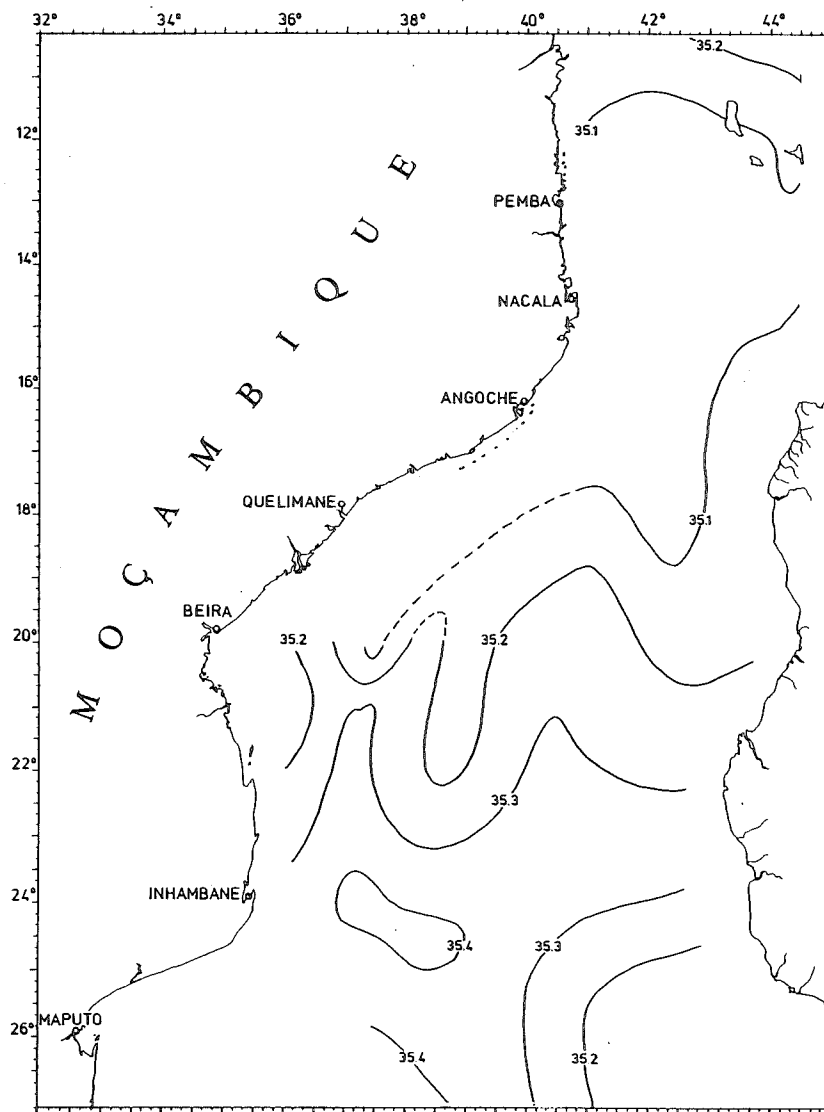 32° 36° 38° 40° 42° 44°
35.2
12°
35.1
PEMBA
14°
NACALA
16°
ANGOCHE
MOÇAMBIQUE
QUELIMANE
18°
35.1
BEIRA
20°
35.2
35.2
22°
35.3
INHAMBANE
24°
35.4
35.3
MAPUTO
26°
35.4
35.2